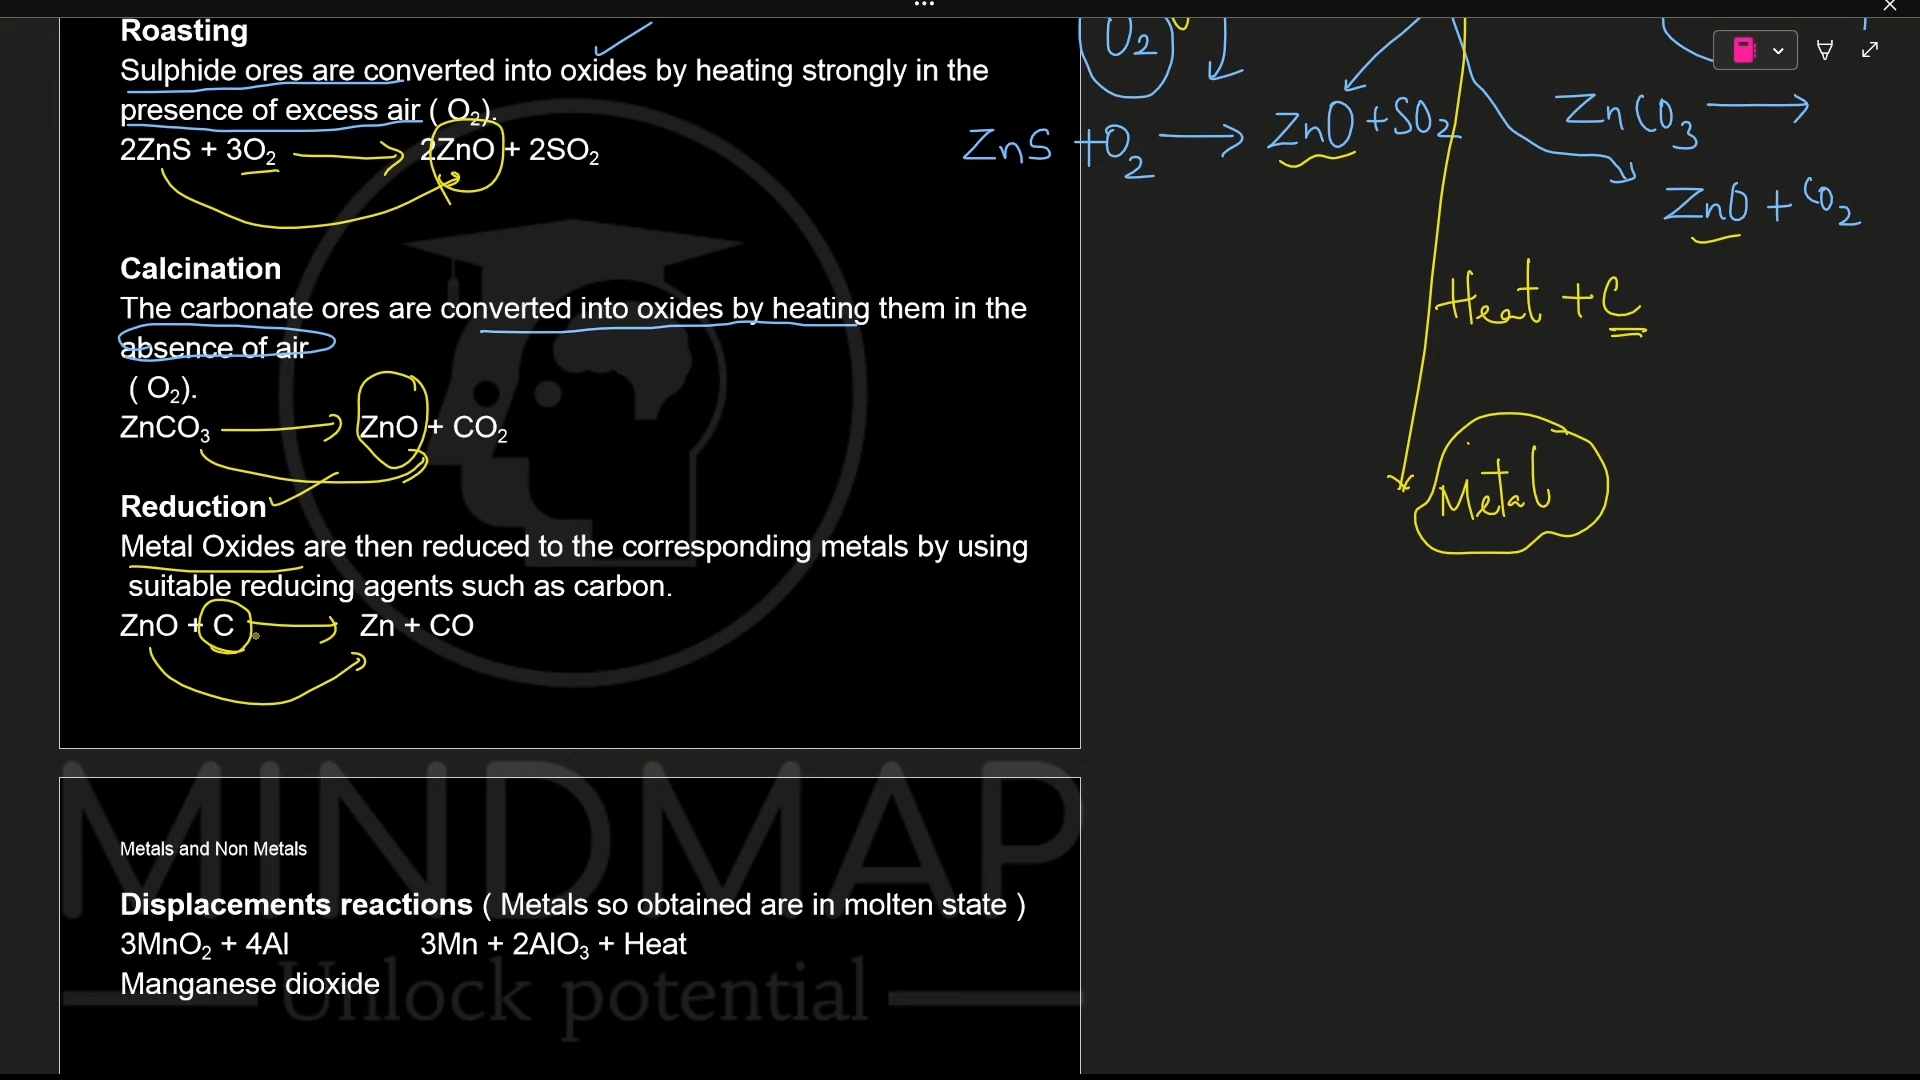 Roasting
Sulphide ores are converted into oxides by heating strongly in the
presence of excess air ( O₂).
2ZnS + 3O₂ → 2ZnO + 2SO₂
Calcination
The carbonate ores are converted into oxides by heating them in the
absence of air
( O₂).
ZnCO₃ → ZnO + CO₂
Reduction
Metal Oxides are then reduced to the corresponding metals by using
suitable reducing agents such as carbon.
ZnO + C → Zn + CO
O₂
ZnS + O₂ → ZnO + SO₂
ZnCO₃ →
ZnO + CO₂
Heat + C
Metal
MINDMAP
Metals and Non Metals
Displacements reactions ( Metals so obtained are in molten state )
3MnO₂ + 4Al 3Mn + 2AlO₃ + Heat
Manganese dioxide
Unlock potential